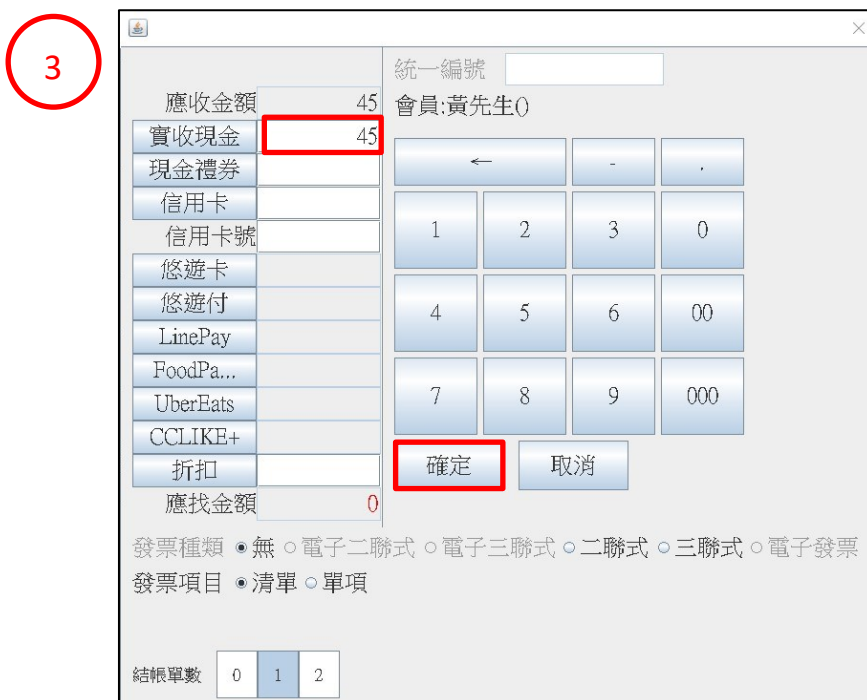 3
統一編號
應收金額 45 會員:黃先生()
實收現金 45
現金禮券 ← - .
信用卡
信用卡號 1 2 3 0
悠遊卡
悠遊付 4 5 6 00
LinePay
FoodPa...
UberEats 7 8 9 000
CCLIKE+
折扣 確定 取消
應找金額 0
發票種類 無 電子二聯式 電子三聯式 二聯式 三聯式 電子發票
發票項目 清單 單項
結帳單數 0 1 2